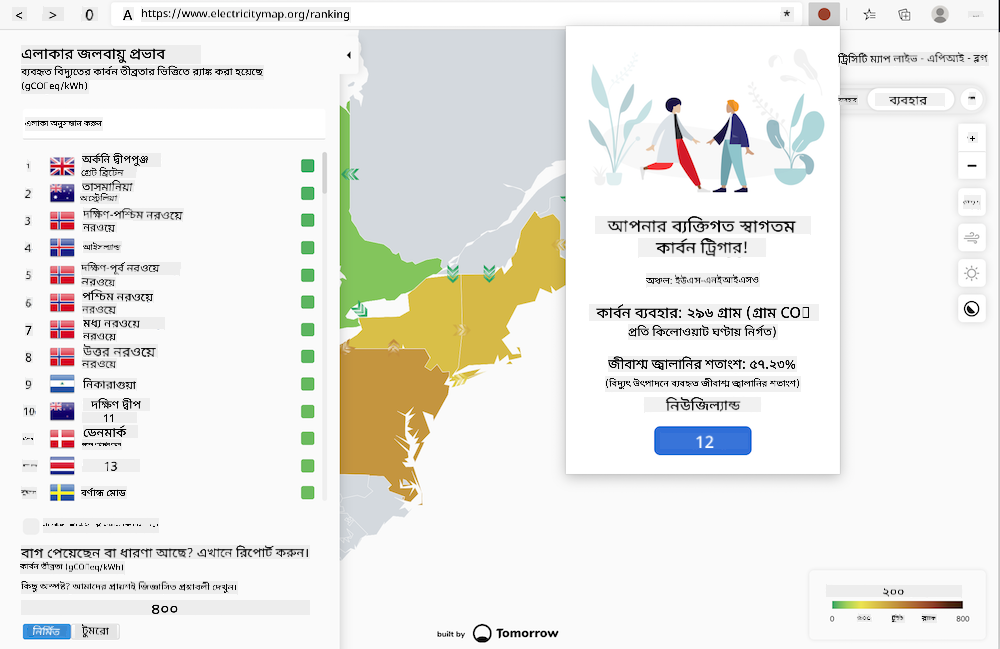 https://www.electricitymap.org/ranking
এলাকার জলবায়ু প্রভাব
ব্যবহৃত বিদ্যুতের কার্বন তীব্রতার ভিত্তিতে র‍্যাঙ্ক করা হয়েছে
(gCO₂eq/kWh)
এলাকা অনুসন্ধান করুন
1
অর্কনি দ্বীপপুঞ্জ
গ্রেট ব্রিটেন
2
তাসমানিয়া
অস্ট্রেলিয়া
3
দক্ষিণ-পশ্চিম নরওয়ে
নরওয়ে
4
আইসল্যান্ড
5
দক্ষিণ-পূর্ব নরওয়ে
নরওয়ে
6
পশ্চিম নরওয়ে
নরওয়ে
7
মধ্য নরওয়ে
নরওয়ে
8
উত্তর নরওয়ে
নরওয়ে
9
নিকারাগুয়া
10
দক্ষিণ দ্বীপ
11
ডেনমার্ক
13
বর্ণান্ধ মোড
বাগ পেয়েছেন বা ধারণা আছে? এখানে রিপোর্ট করুন।
কার্বন তীব্রতা (gCO₂eq/kWh)
কিছু অস্পষ্ট? আমাদের প্রায়শই জিজ্ঞাসিত প্রশ্নাবলী দেখুন।
৪০০
নির্মিত
টুমরো
আপনার ব্যক্তিগত স্বাগতম
কার্বন ট্রিগার!
অঞ্চল: ইউএস-এনইআইএসও
কার্বন ব্যবহার: ২৯৬ গ্রাম (গ্রাম CO
প্রতি কিলোওয়াট ঘণ্টায় নির্গত)
জীবাশ্ম জ্বালানির শতাংশ: ৫৭.২৩%
(বিদ্যুৎ উৎপাদনে ব্যবহৃত জীবাশ্ম জ্বালানির শতাংশ)
নিউজিল্যান্ড
12
ট্রিসিটি ম্যাপ লাইভ - এপিআই - ব্লগ
ব্যবহার
২০০
0
800
built by
Tomorrow